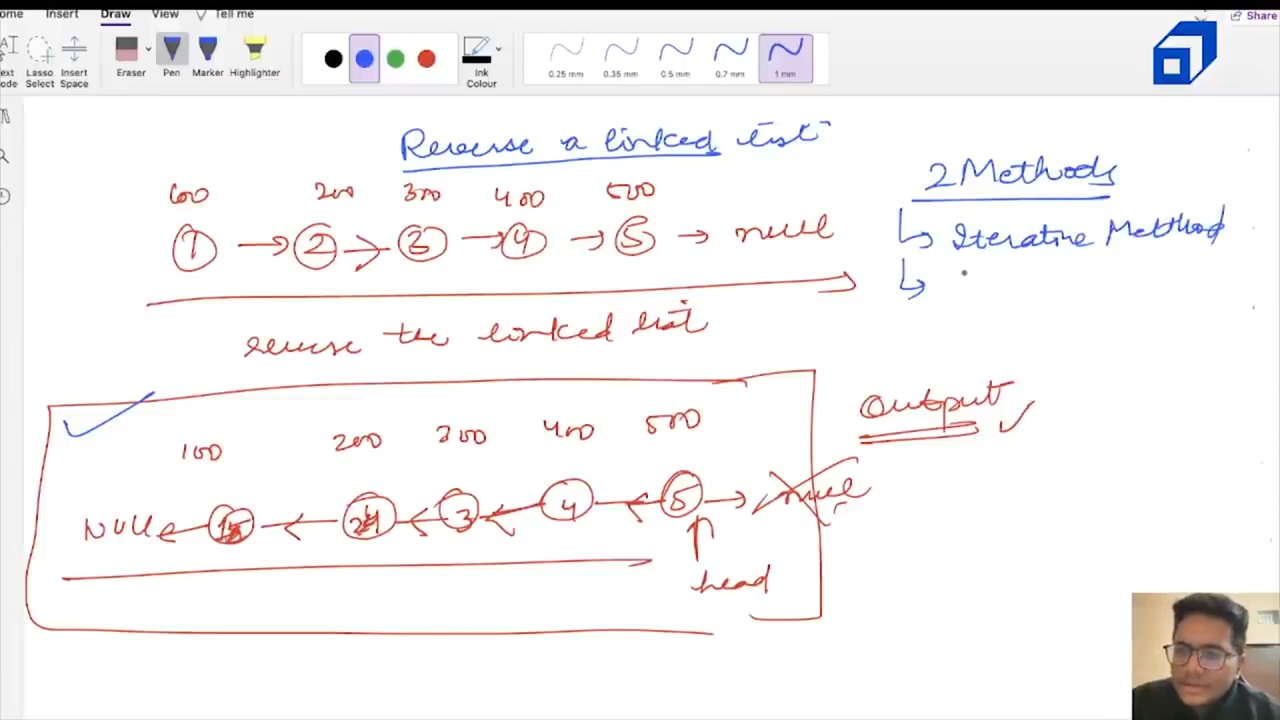 ome Insert Draw View Tell me Share
Text Mode Lasso Select Insert Space Eraser Pen Marker Highlighter Ink Colour 0.25 mm 0.35 mm 0.5 mm 0.7 mm 1 mm
Reverse a linked list
2 Methods
100 200 300 400 500
1 2 3 4 5 null
Iterative Method
reverse the linked list
Output
100 200 300 400 500
NULL 3 4 5 null
head